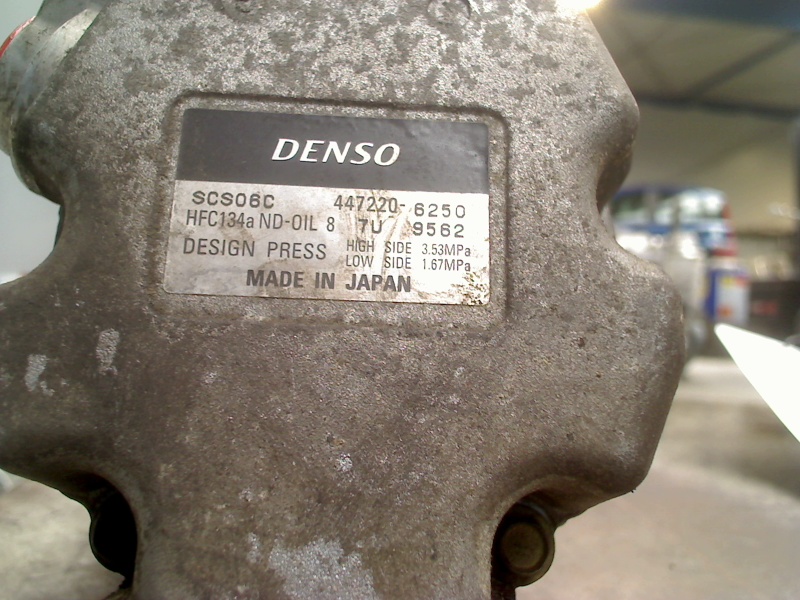 DENSO
SCS06C 447220-6250
HFC134a ND-OIL 8 7U 9562
DESIGN PRESS HIGH SIDE 3.53MPa
LOW SIDE 1.67MPa
MADE IN JAPAN